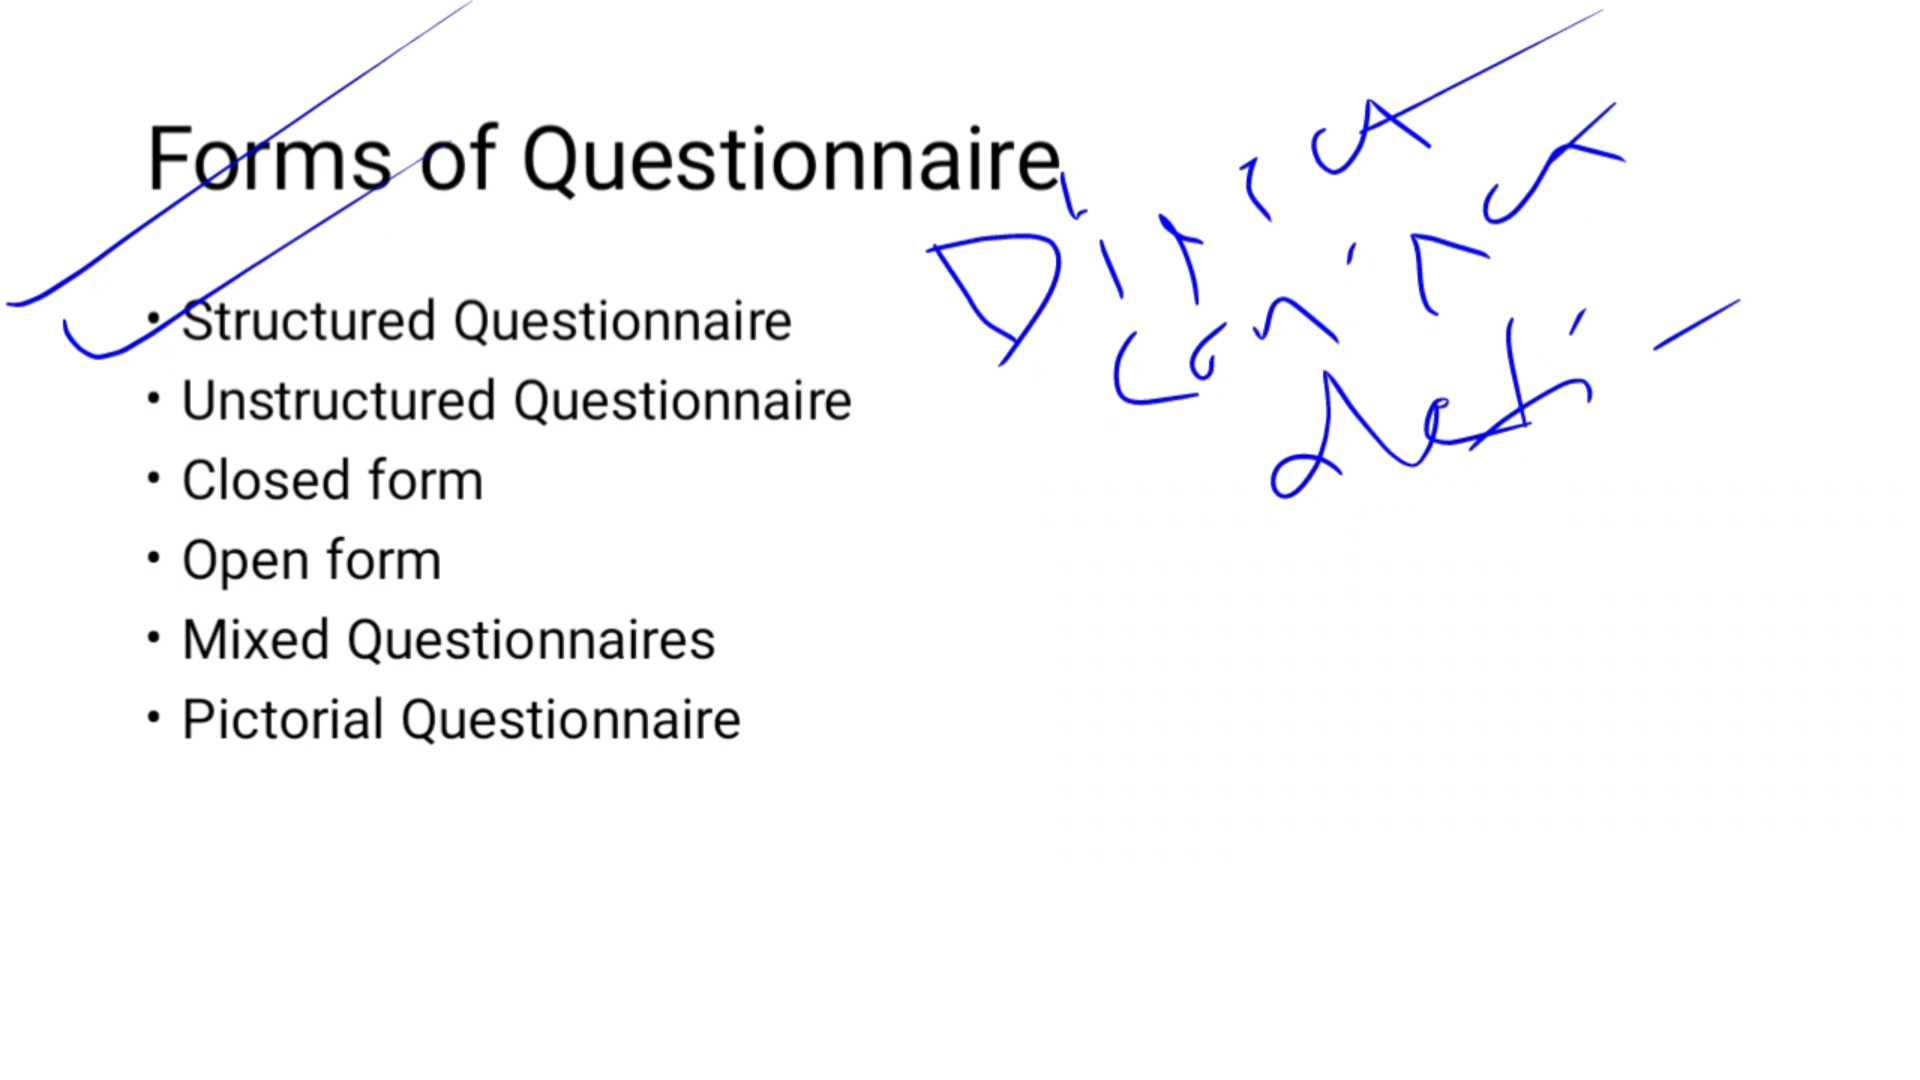 Forms of Questionnaire
• Structured Questionnaire
• Unstructured Questionnaire
• Closed form
• Open form
• Mixed Questionnaires
• Pictorial Questionnaire